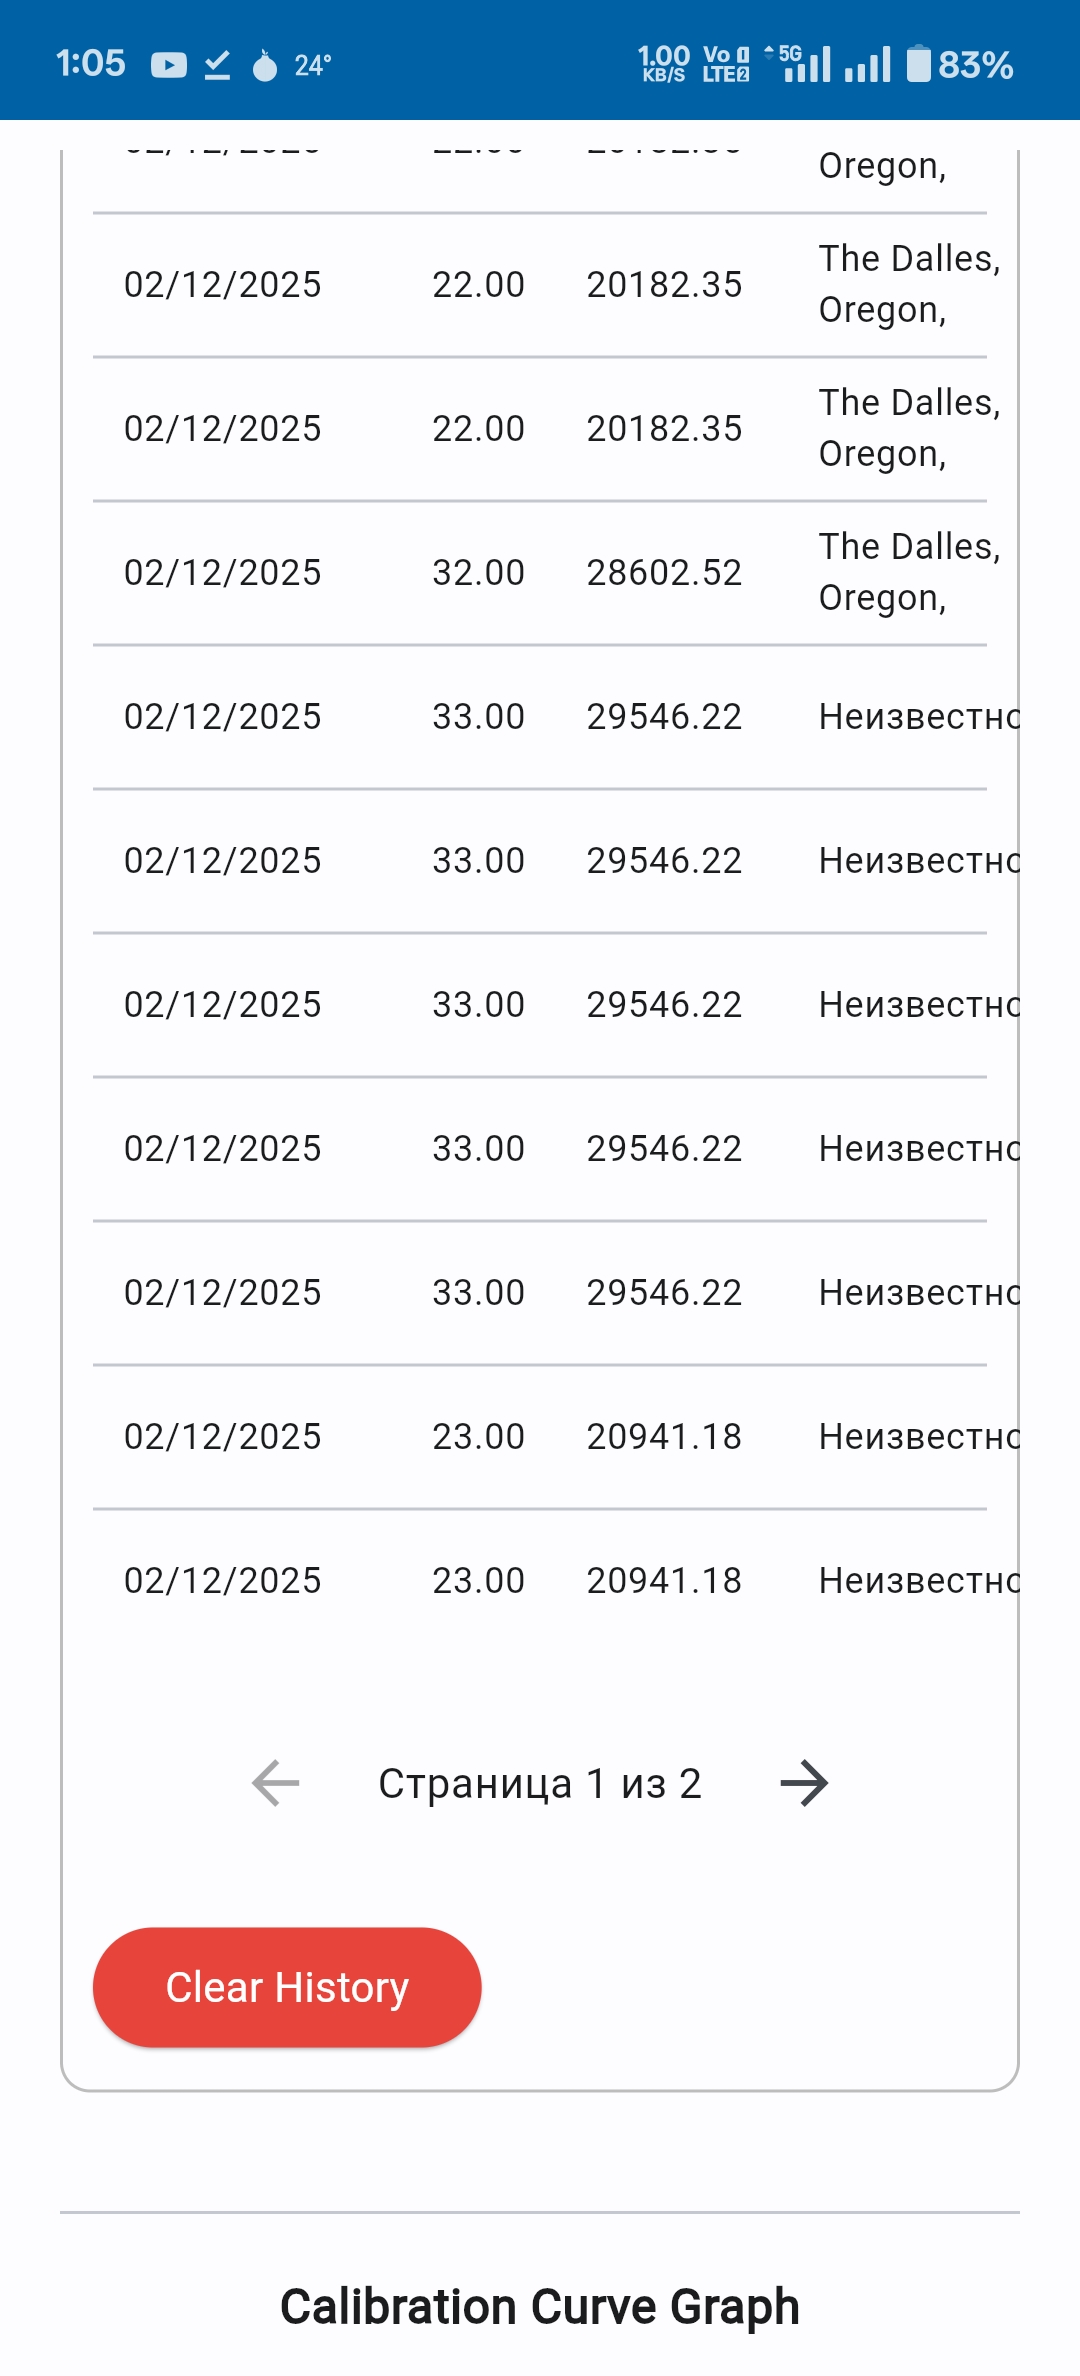 1:05 24° 1.00 KB/S Vo LTE 1 2 5G 83%
Oregon,
02/12/2025 22.00 20182.35 The Dalles,
Oregon,
02/12/2025 22.00 20182.35 The Dalles,
Oregon,
02/12/2025 32.00 28602.52 The Dalles,
Oregon,
02/12/2025 33.00 29546.22 Неизвестно
02/12/2025 33.00 29546.22 Неизвестно
02/12/2025 33.00 29546.22 Неизвестно
02/12/2025 33.00 29546.22 Неизвестно
02/12/2025 33.00 29546.22 Неизвестно
02/12/2025 23.00 20941.18 Неизвестно
02/12/2025 23.00 20941.18 Неизвестно
Страница 1 из 2
Clear History
Calibration Curve Graph